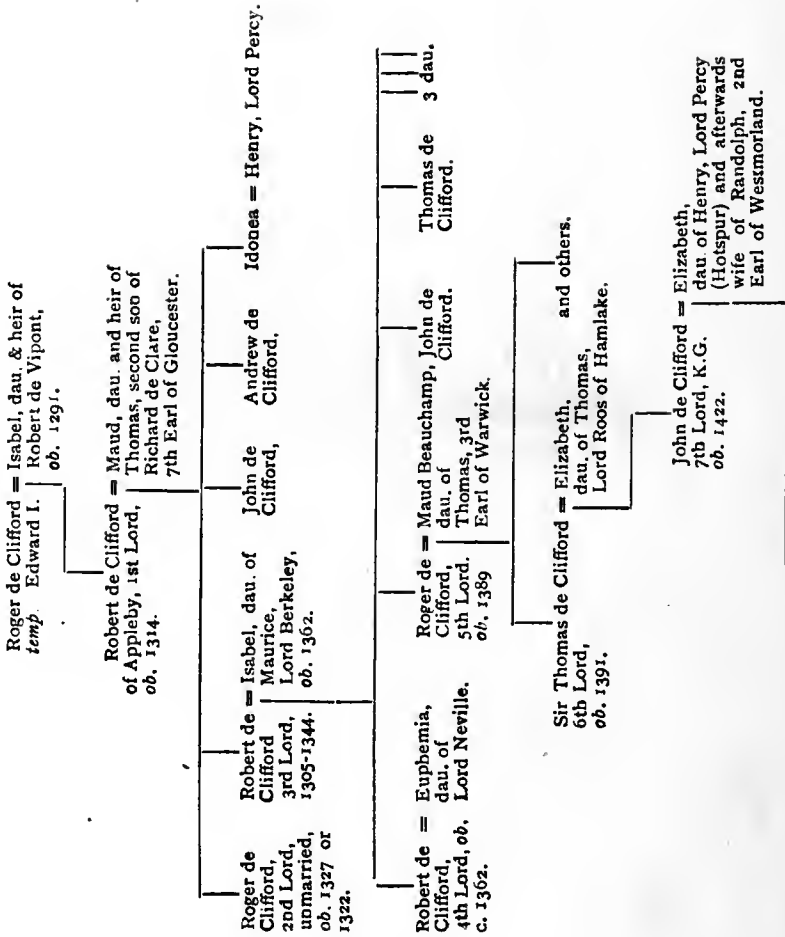 Roger de Clifford = Isabel, dau. & heir of
temp. Edward I. Robert de Vipont,
ob. 1291.
Robert de Clifford = Maud, dau. and heir of
of Appleby, 1st Lord, Thomas, second son of
ob. 1314. Richard de Clare,
7th Earl of Gloucester.
Roger de
Clifford,
2nd Lord,
unmarried,
ob. 1327 or
1322.
Robert de = Isabel, dau. of
Clifford Maurice,
3rd Lord, Lord Berkeley,
1305-1344. ob. 1362.
John de
Clifford,
Andrew de
Clifford.
Idonea = Henry, Lord Percy.
Robert de = Euphemia,
Clifford, dau. of
4th Lord, ob. Lord Neville.
c. 1362.
Roger de = Maud Beauchamp,
Clifford, dau. of
5th Lord. Thomas, 3rd
ob. 1389 Earl of Warwick.
John de
Clifford.
Thomas de
Clifford.
3 dau.
Sir Thomas de Clifford = Elizabeth,
6th Lord, dau. of Thomas,
ob. 1391. Lord Roos of Hamlake.
and others.
John de Clifford = Elizabeth,
7th Lord, K.G. dau. of Henry, Lord Percy
ob. 1422. (Hotspur) and afterwards
wife of Randolph, 2nd
Earl of Westmorland.